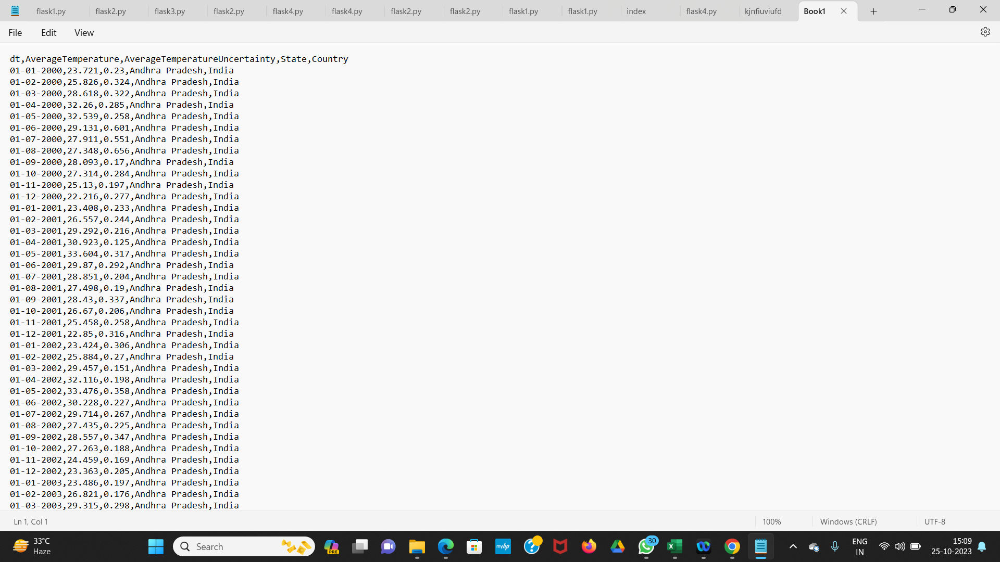 flask1.py flask2.py flask3.py flask2.py flask4.py flask4.py flask2.py flask2.py flask1.py flask1.py index flask4.py kjnfiuviufd Book1
File Edit View
dt,AverageTemperature,AverageTemperatureUncertainty,State,Country
01-01-2000,23.721,0.23,Andhra Pradesh,India
01-02-2000,25.826,0.324,Andhra Pradesh,India
01-03-2000,28.618,0.322,Andhra Pradesh,India
01-04-2000,32.26,0.285,Andhra Pradesh,India
01-05-2000,32.539,0.258,Andhra Pradesh,India
01-06-2000,29.131,0.601,Andhra Pradesh,India
01-07-2000,27.911,0.551,Andhra Pradesh,India
01-08-2000,27.348,0.656,Andhra Pradesh,India
01-09-2000,28.093,0.17,Andhra Pradesh,India
01-10-2000,27.314,0.284,Andhra Pradesh,India
01-11-2000,25.13,0.197,Andhra Pradesh,India
01-12-2000,22.216,0.277,Andhra Pradesh,India
01-01-2001,23.408,0.233,Andhra Pradesh,India
01-02-2001,26.557,0.244,Andhra Pradesh,India
01-03-2001,29.292,0.216,Andhra Pradesh,India
01-04-2001,30.923,0.125,Andhra Pradesh,India
01-05-2001,33.604,0.317,Andhra Pradesh,India
01-06-2001,29.87,0.292,Andhra Pradesh,India
01-07-2001,28.851,0.204,Andhra Pradesh,India
01-08-2001,27.498,0.19,Andhra Pradesh,India
01-09-2001,28.43,0.337,Andhra Pradesh,India
01-10-2001,26.67,0.206,Andhra Pradesh,India
01-11-2001,25.458,0.258,Andhra Pradesh,India
01-12-2001,22.85,0.316,Andhra Pradesh,India
01-01-2002,23.424,0.306,Andhra Pradesh,India
01-02-2002,25.884,0.27,Andhra Pradesh,India
01-03-2002,29.457,0.151,Andhra Pradesh,India
01-04-2002,32.116,0.198,Andhra Pradesh,India
01-05-2002,33.476,0.358,Andhra Pradesh,India
01-06-2002,30.228,0.227,Andhra Pradesh,India
01-07-2002,29.714,0.267,Andhra Pradesh,India
01-08-2002,27.435,0.225,Andhra Pradesh,India
01-09-2002,28.557,0.347,Andhra Pradesh,India
01-10-2002,27.263,0.188,Andhra Pradesh,India
01-11-2002,24.459,0.169,Andhra Pradesh,India
01-12-2002,23.363,0.205,Andhra Pradesh,India
01-01-2003,23.486,0.197,Andhra Pradesh,India
01-02-2003,26.821,0.176,Andhra Pradesh,India
01-03-2003,29.315,0.298,Andhra Pradesh,India
Ln 1, Col 1 100% Windows (CRLF) UTF-8
33°C
Haze
Search
PRE
myhp
30
ENG
IN
15:09
25-10-2023